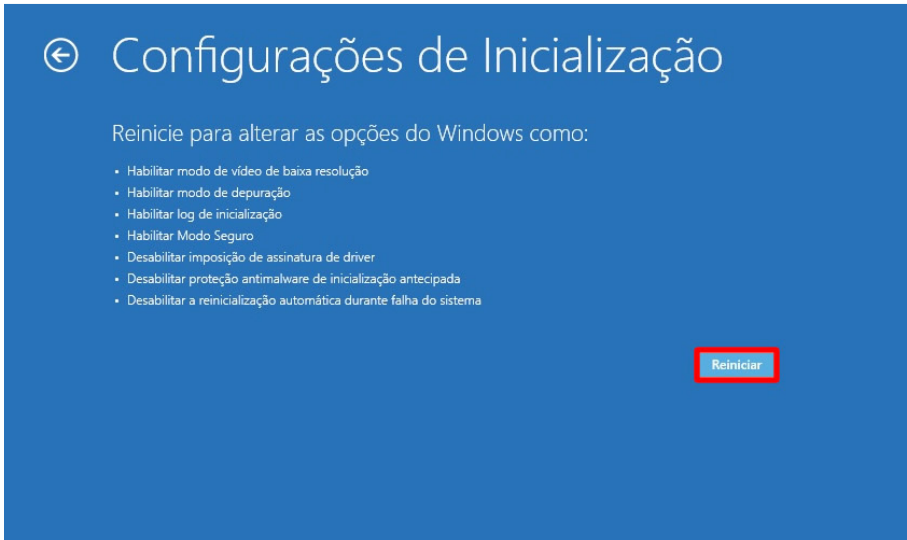 Configurações de Inicialização
Reinicie para alterar as opções do Windows como:
▪ Habilitar modo de vídeo de baixa resolução
▪ Habilitar modo de depuração
▪ Habilitar log de inicialização
▪ Habilitar Modo Seguro
▪ Desabilitar imposição de assinatura de driver
▪ Desabilitar proteção antimalware de inicialização antecipada
▪ Desabilitar a reinicialização automática durante falha do sistema
Reiniciar